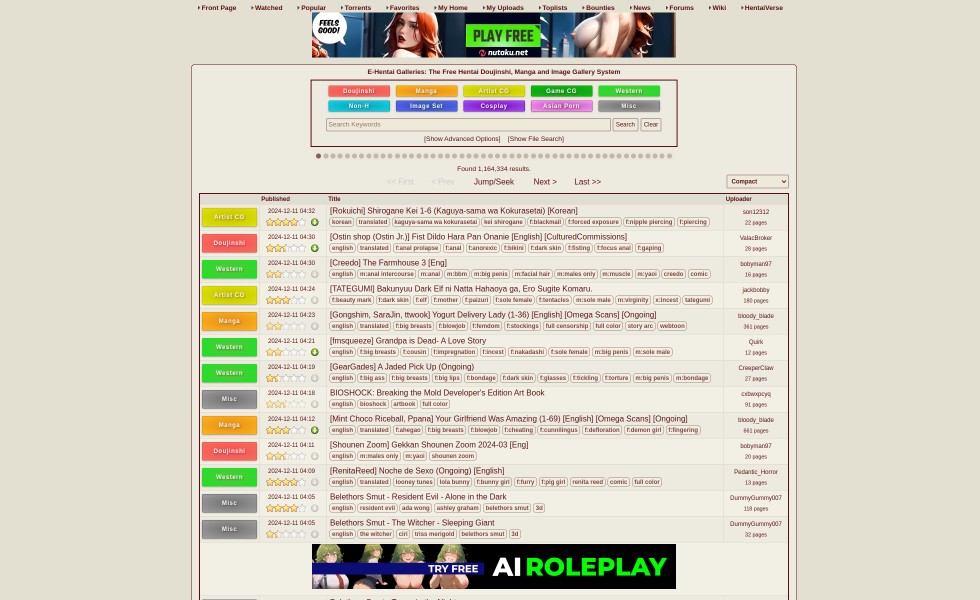 Front Page Watched Popular Torrents Favorites My Home My Uploads Toplists Bounties News Forums Wiki HentaiVerse
FEELS GOOD!
PLAY FREE
nutaku.net
E-Hentai Galleries: The Free Hentai Doujinshi, Manga and Image Gallery System
Doujinshi Manga Artist CG Game CG Western
Non-H Image Set Cosplay Asian Porn Misc
Search Keywords Search Clear
[Show Advanced Options] [Show File Search]
Found 1,164,334 results.
<< First < Prev Jump/Seek Next > Last >> Compact
Published Title Uploader
Artist CG 2024-12-11 04:32 [Rokuichi] Shirogane Kei 1-6 (Kaguya-sama wa Kokurasetai) [Korean] son12312
korean translated kaguya-sama wa kokurasetai kei shirogane f:blackmail f:forced exposure f:nipple piercing f:piercing 22 pages
Doujinshi 2024-12-11 04:30 [Ostin shop (Ostin Jr.)] Fist Dildo Hara Pan Onanie [English] [CulturedCommissions] ValacBroker
english translated f:anal prolapse f:anal f:anorexic f:bikini f:dark skin f:fisting f:focus anal f:gaping 28 pages
Western 2024-12-11 04:30 [Creedo] The Farmhouse 3 [Eng] bobyman97
english m:anal intercourse m:anal m:bbm m:big penis m:facial hair m:males only m:muscle m:yaoi creedo comic 16 pages
Artist CG 2024-12-11 04:24 [TATEGUMI] Bakunyuu Dark Elf ni Natta Hahaoya ga, Ero Sugite Komaru. jackbobby
f:beauty mark f:dark skin f:elf f:mother f:paizuri f:sole female f:tentacles m:sole male m:virginity x:incest tategumi 180 pages
Manga 2024-12-11 04:23 [Gongshim, SaraJin, ttwook] Yogurt Delivery Lady (1-36) [English] [Omega Scans] [Ongoing] bloody_blade
english translated f:big breasts f:blowjob f:femdom f:stockings full censorship full color story arc webtoon 361 pages
Western 2024-12-11 04:21 [fmsqueeze] Grandpa is Dead- A Love Story Quirk
english f:big breasts f:cousin f:impregnation f:incest f:nakadashi f:sole female m:big penis m:sole male 12 pages
Western 2024-12-11 04:19 [GearGades] A Jaded Pick Up (Ongoing) CreeperClaw
english f:big ass f:big breasts f:big lips f:bondage f:dark skin f:glasses f:tickling f:torture m:big penis m:bondage 27 pages
Misc 2024-12-11 04:18 BIOSHOCK: Breaking the Mold Developer's Edition Art Book cxbwxpcyq
english bioshock artbook full color 91 pages
Manga 2024-12-11 04:12 [Mint Choco Riceball, Ppana] Your Girlfriend Was Amazing (1-69) [English] [Omega Scans] [Ongoing] bloody_blade
english translated f:ahegao f:big breasts f:blowjob f:cheating f:cunnilingus f:defloration f:demon girl f:fingering 661 pages
Doujinshi 2024-12-11 04:11 [Shounen Zoom] Gekkan Shounen Zoom 2024-03 [Eng] bobyman97
english m:males only m:yaoi shounen zoom 20 pages
Western 2024-12-11 04:09 [RenitaReed] Noche de Sexo (Ongoing) [English] Pedantic_Horror
english translated looney tunes lola bunny f:bunny girl f:furry f:pig girl renita reed comic full color 13 pages
Misc 2024-12-11 04:05 Belethors Smut - Resident Evil - Alone in the Dark DummyGummy007
english resident evil ada wong ashley graham belethors smut 3d 118 pages
Misc 2024-12-11 04:05 Belethors Smut - The Witcher - Sleeping Giant DummyGummy007
english the witcher ciri triss merigold belethors smut 3d 52 pages
TRY FREE AI ROLEPLAY